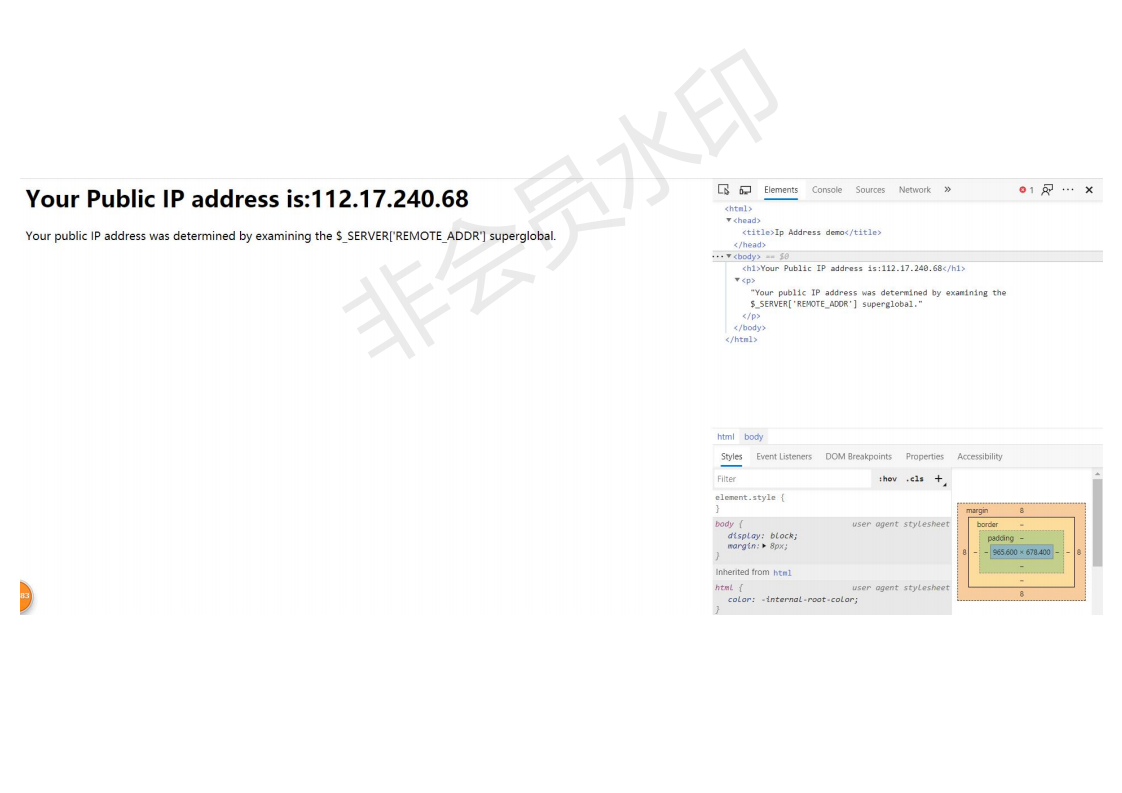 非会员水印
Your Public IP address is:112.17.240.68
Your public IP address was determined by examining the $_SERVER['REMOTE_ADDR'] superglobal.
83
Elements Console Sources Network » 1 ··· ×
<html>
▼<head>
<title>Ip Address demo</title>
</head>
···▼<body> == $0
<h1>Your Public IP address is:112.17.240.68</h1>
▼<p>
"Your public IP address was determined by examining the
$_SERVER['REMOTE_ADDR'] superglobal."
</p>
</body>
</html>
html body
Styles Event Listeners DOM Breakpoints Properties Accessibility
Filter :hov .cls +
element.style {
}
body { user agent stylesheet
display: block;
margin:▶ 8px;
}
Inherited from html
html { user agent stylesheet
color: -internal-root-color;
}
margin 8
border –
padding –
8 – – 965.600 × 678.400 – – 8
–
–
8